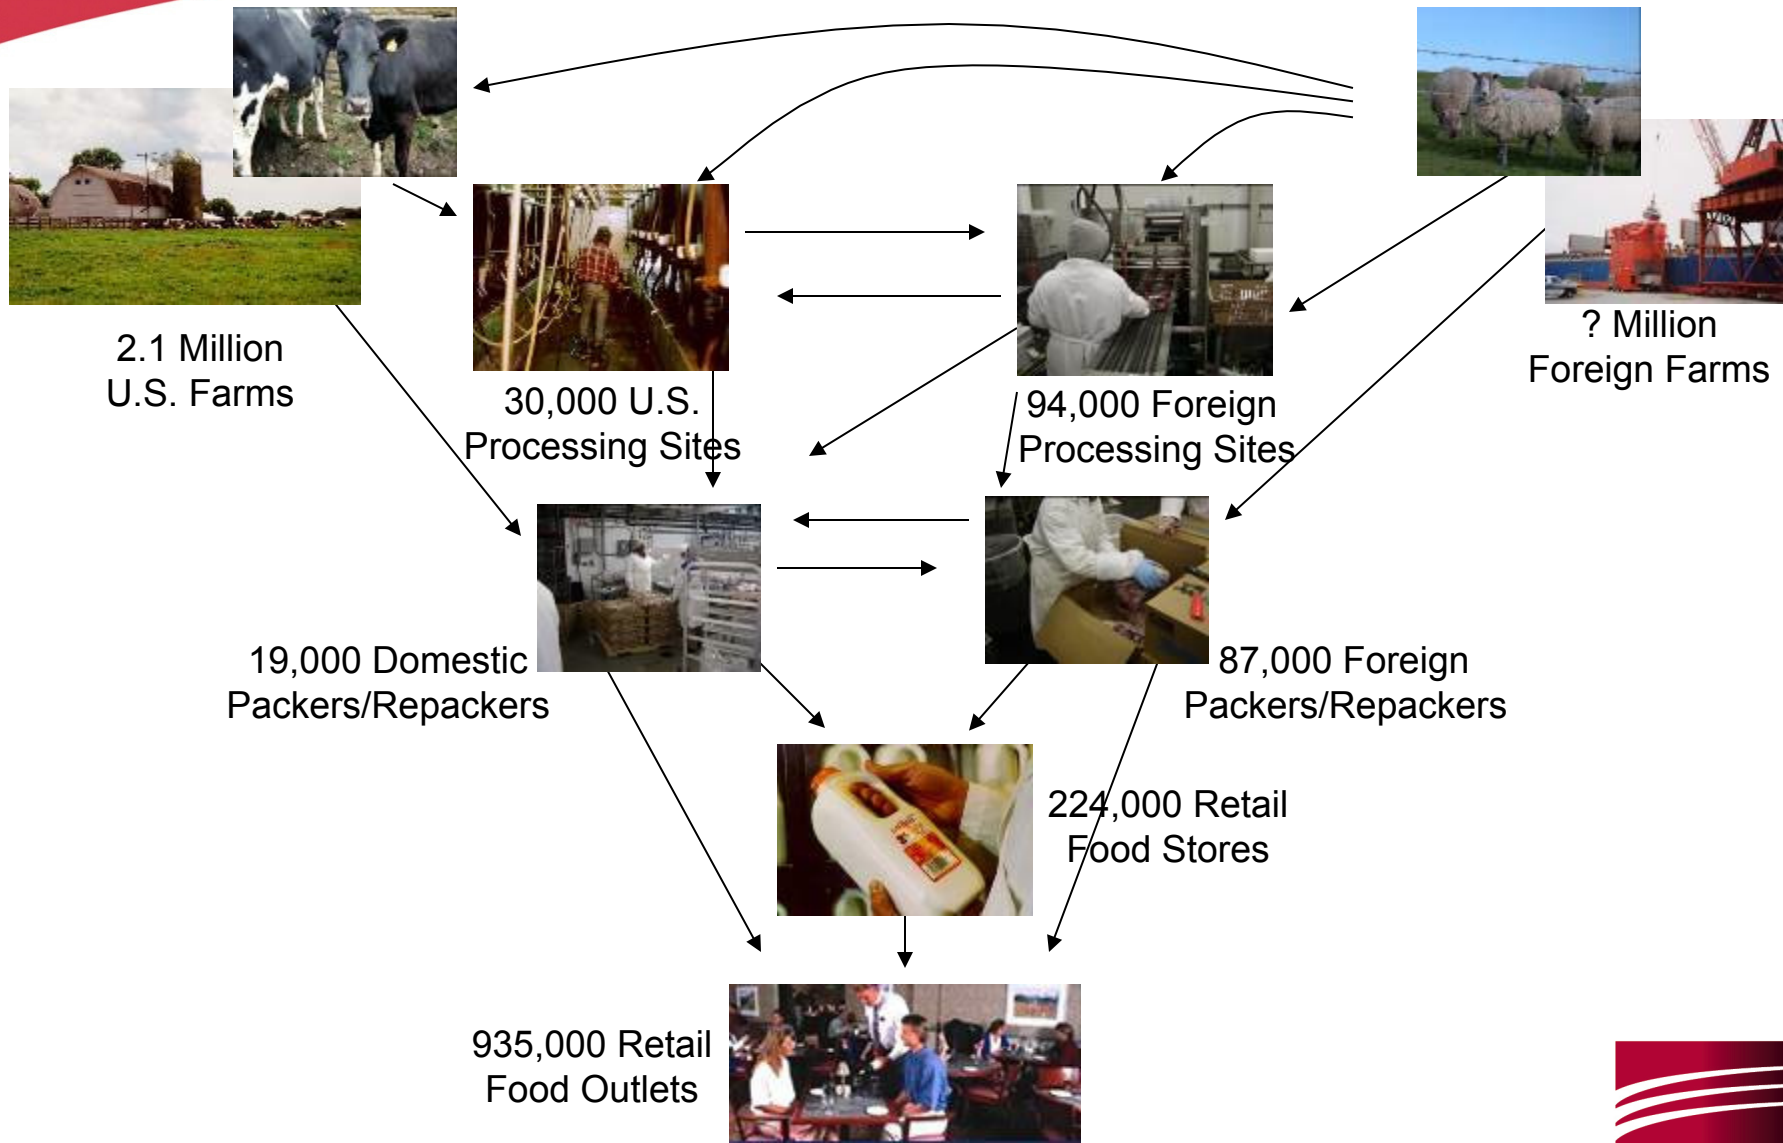 2.1 Million
U.S. Farms
30,000 U.S.
Processing Sites
94,000 Foreign
Processing Sites
? Million
Foreign Farms
19,000 Domestic
Packers/Repackers
87,000 Foreign
Packers/Repackers
224,000 Retail
Food Stores
935,000 Retail
Food Outlets